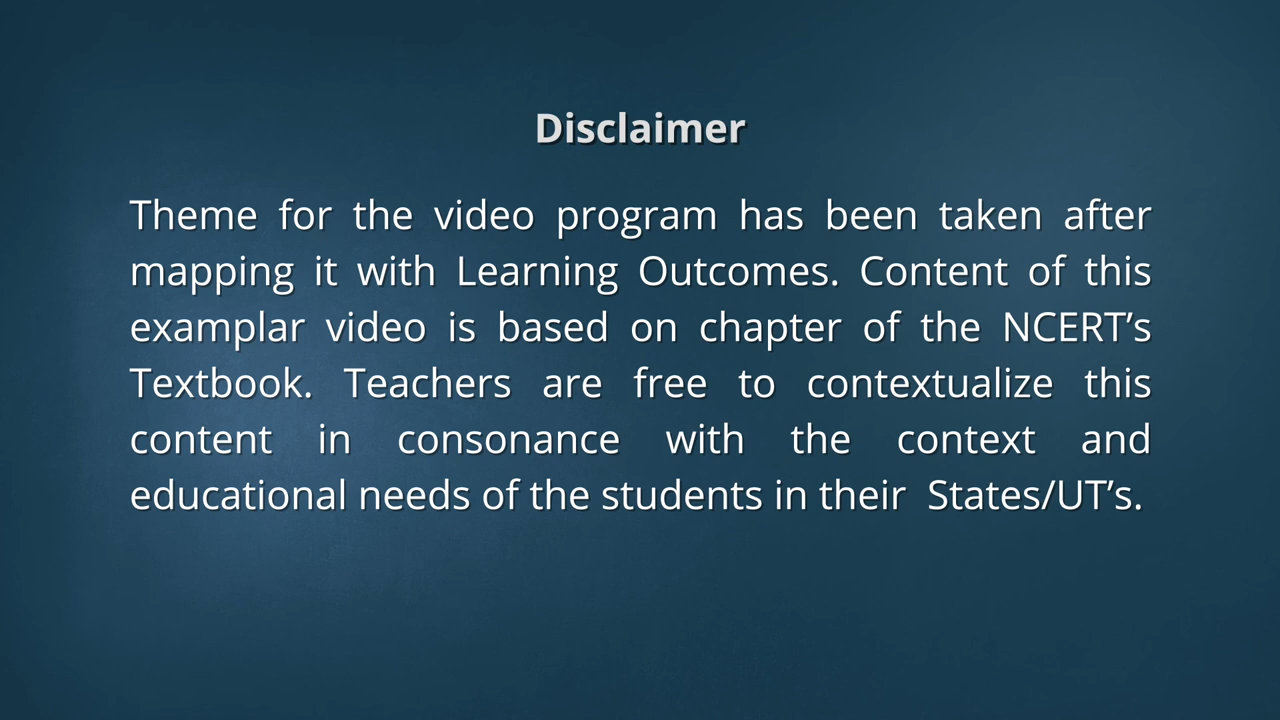 Disclaimer
Theme for the video program has been taken after
mapping it with Learning Outcomes. Content of this
examplar video is based on chapter of the NCERT’s
Textbook. Teachers are free to contextualize this
content in consonance with the context and
educational needs of the students in their States/UT’s.